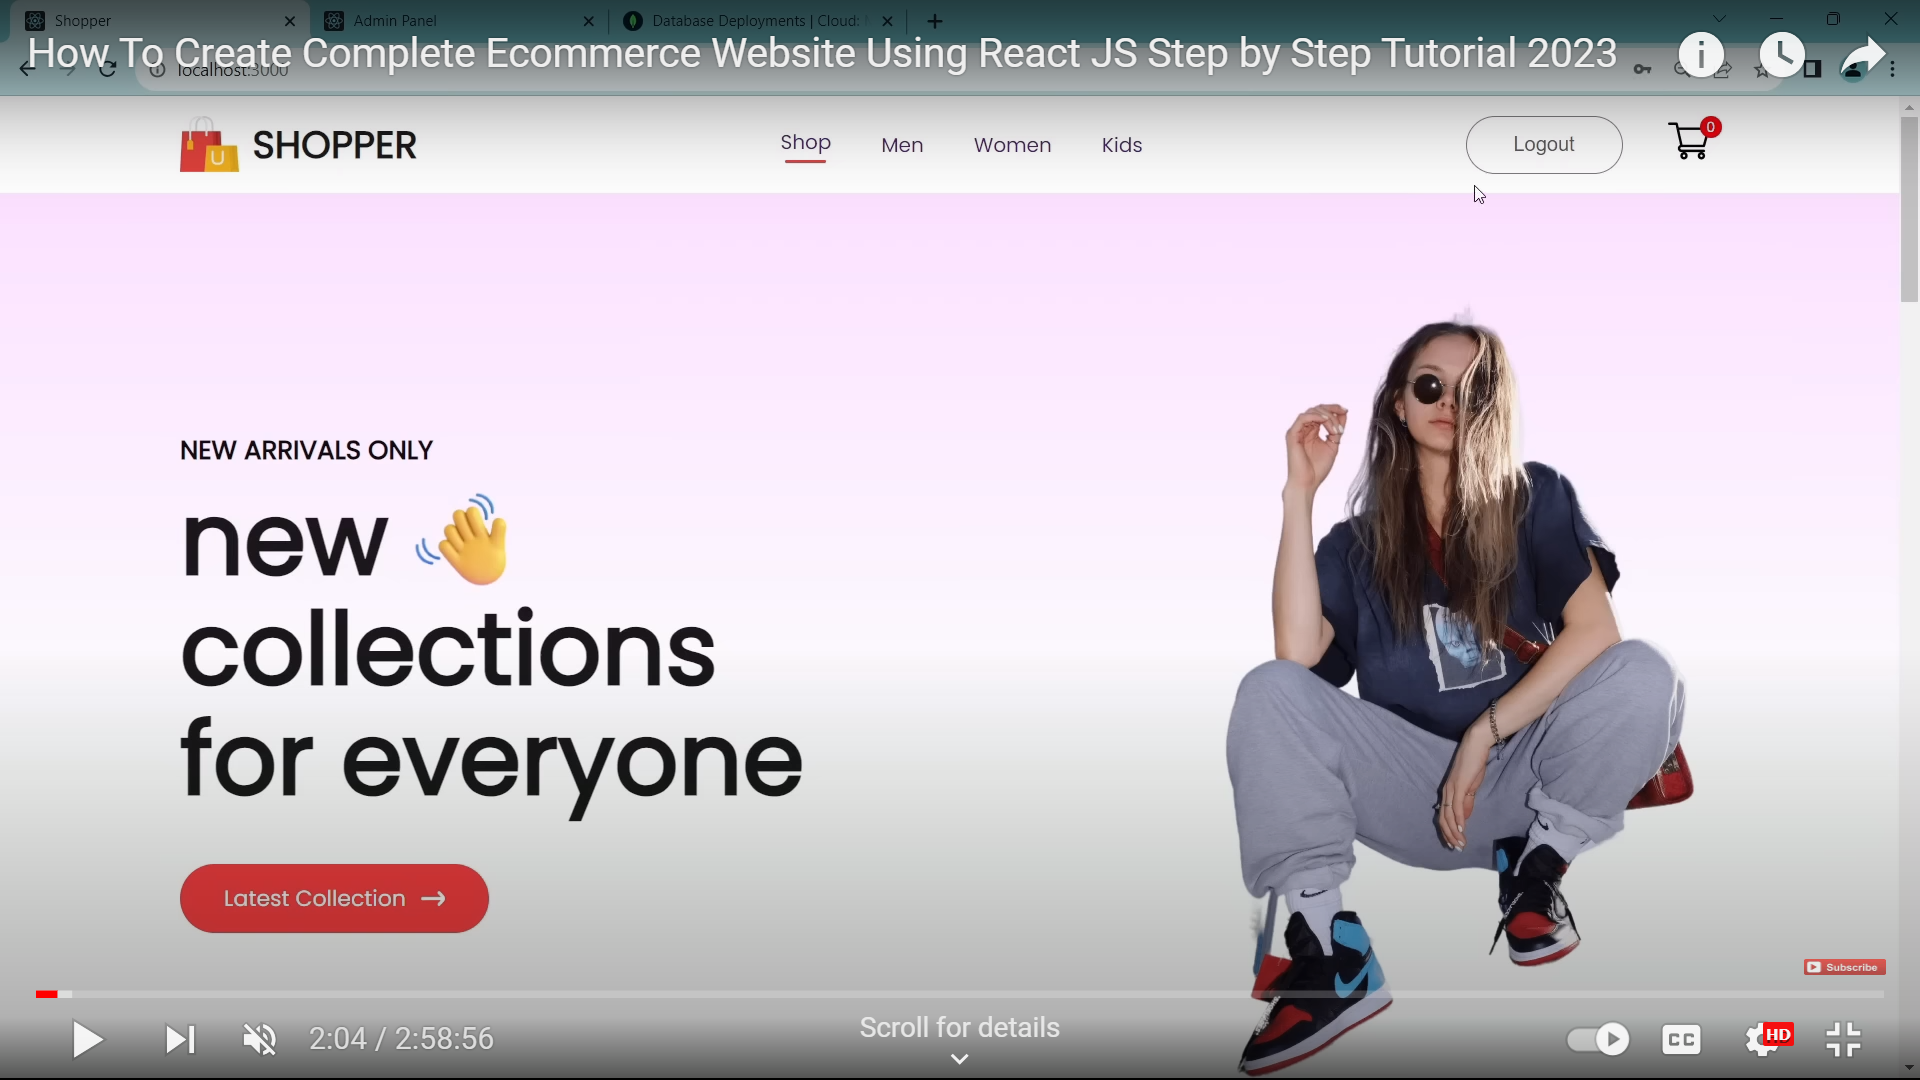 Shopper
Admin Panel
Database Deployments | Cloud:
How To Create Complete Ecommerce Website Using React JS Step by Step Tutorial 2023
localhost:3000
SHOPPER
Shop
Men
Women
Kids
Logout
0
U
NEW ARRIVALS ONLY
new 👋
collections
for everyone
Latest Collection →
Subscribe
2:04 / 2:58:56
Scroll for details
CC
HD